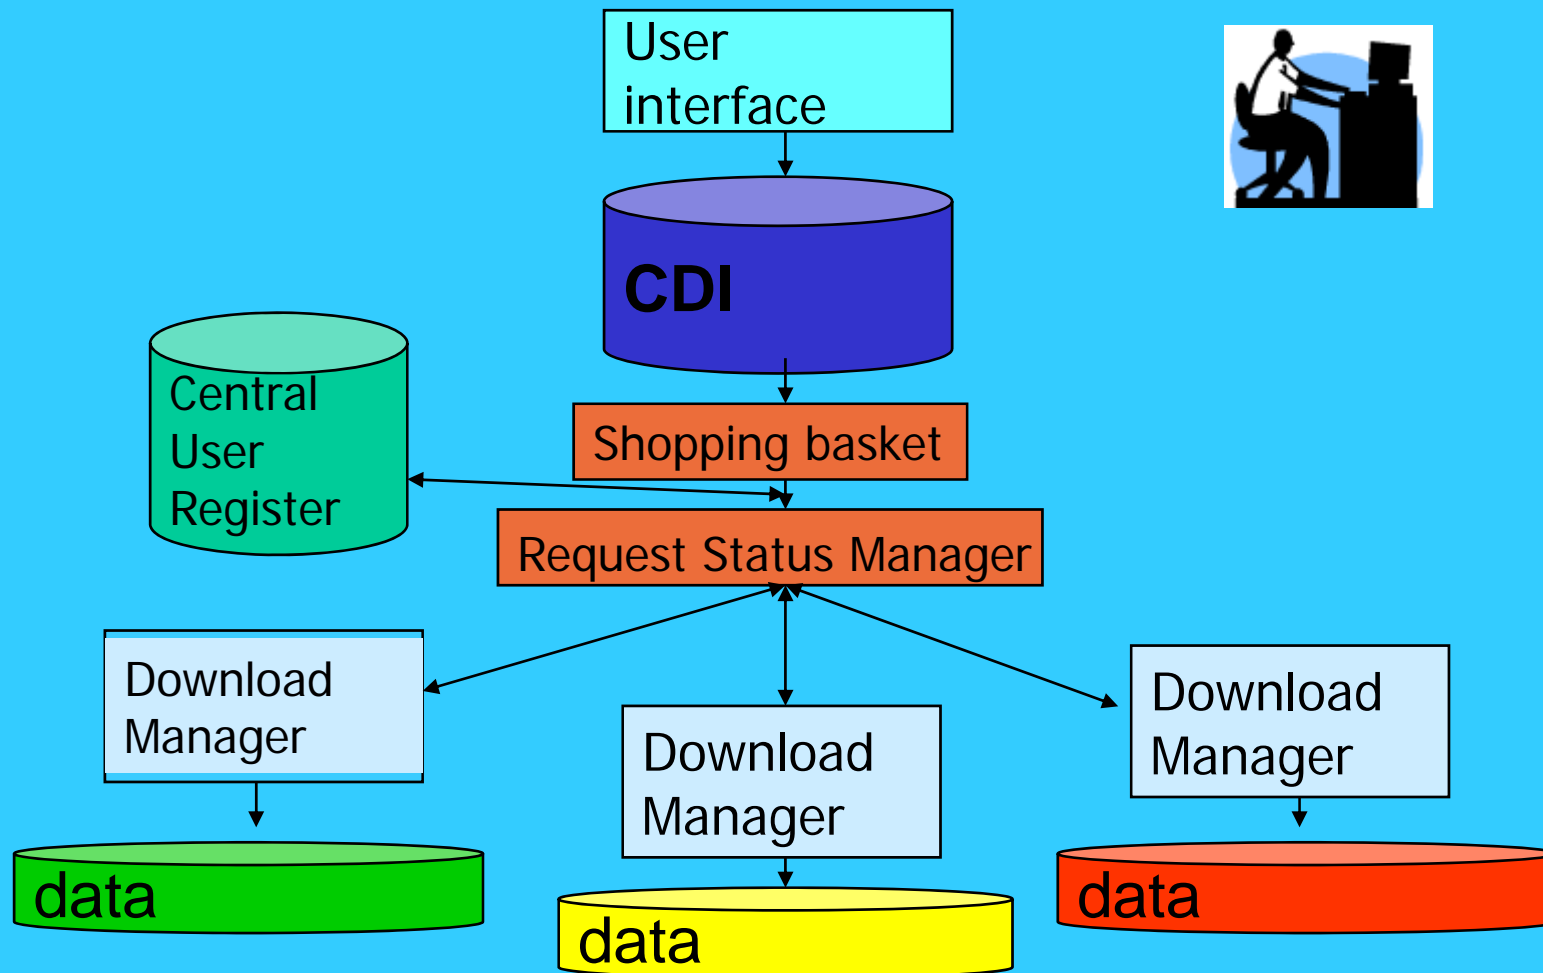 User
interface
CDI
Central
User
Register
Shopping basket
Request Status Manager
Download
Manager
Download
Manager
Download
Manager
data
data
data